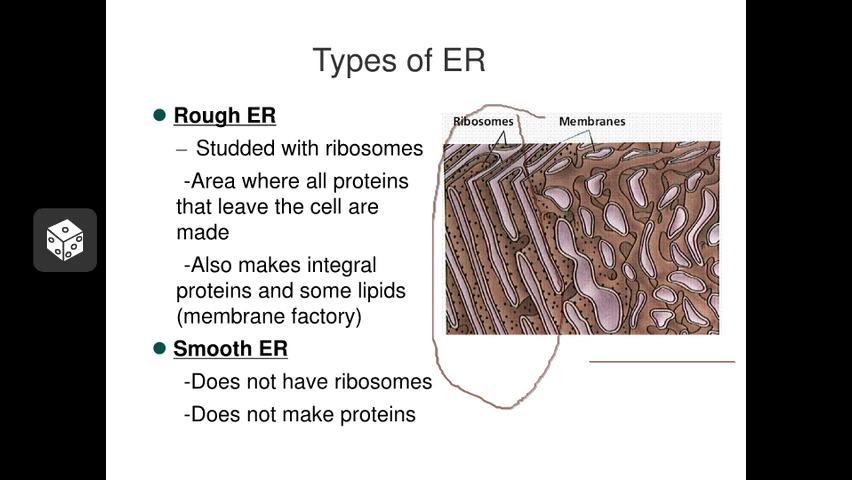 Types of ER
Rough ER
– Studded with ribosomes
-Area where all proteins
that leave the cell are
made
-Also makes integral
proteins and some lipids
(membrane factory)
Smooth ER
-Does not have ribosomes
-Does not make proteins
Ribosomes
Membranes